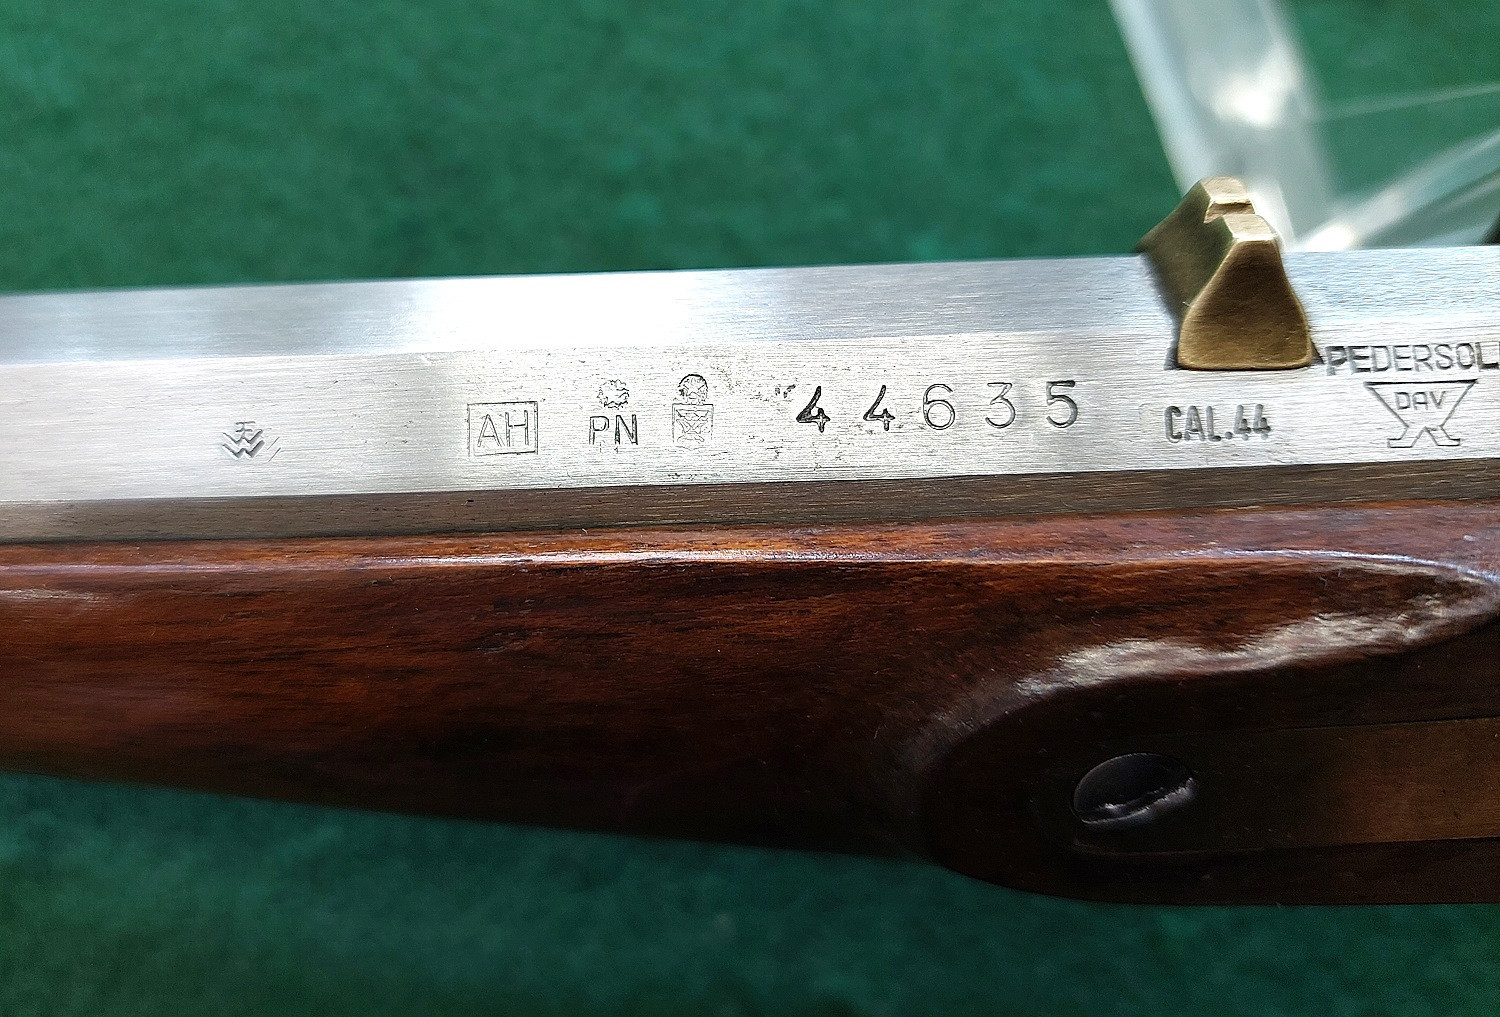 AH
PN
44635
CAL.44
PEDERSOLI
DAV